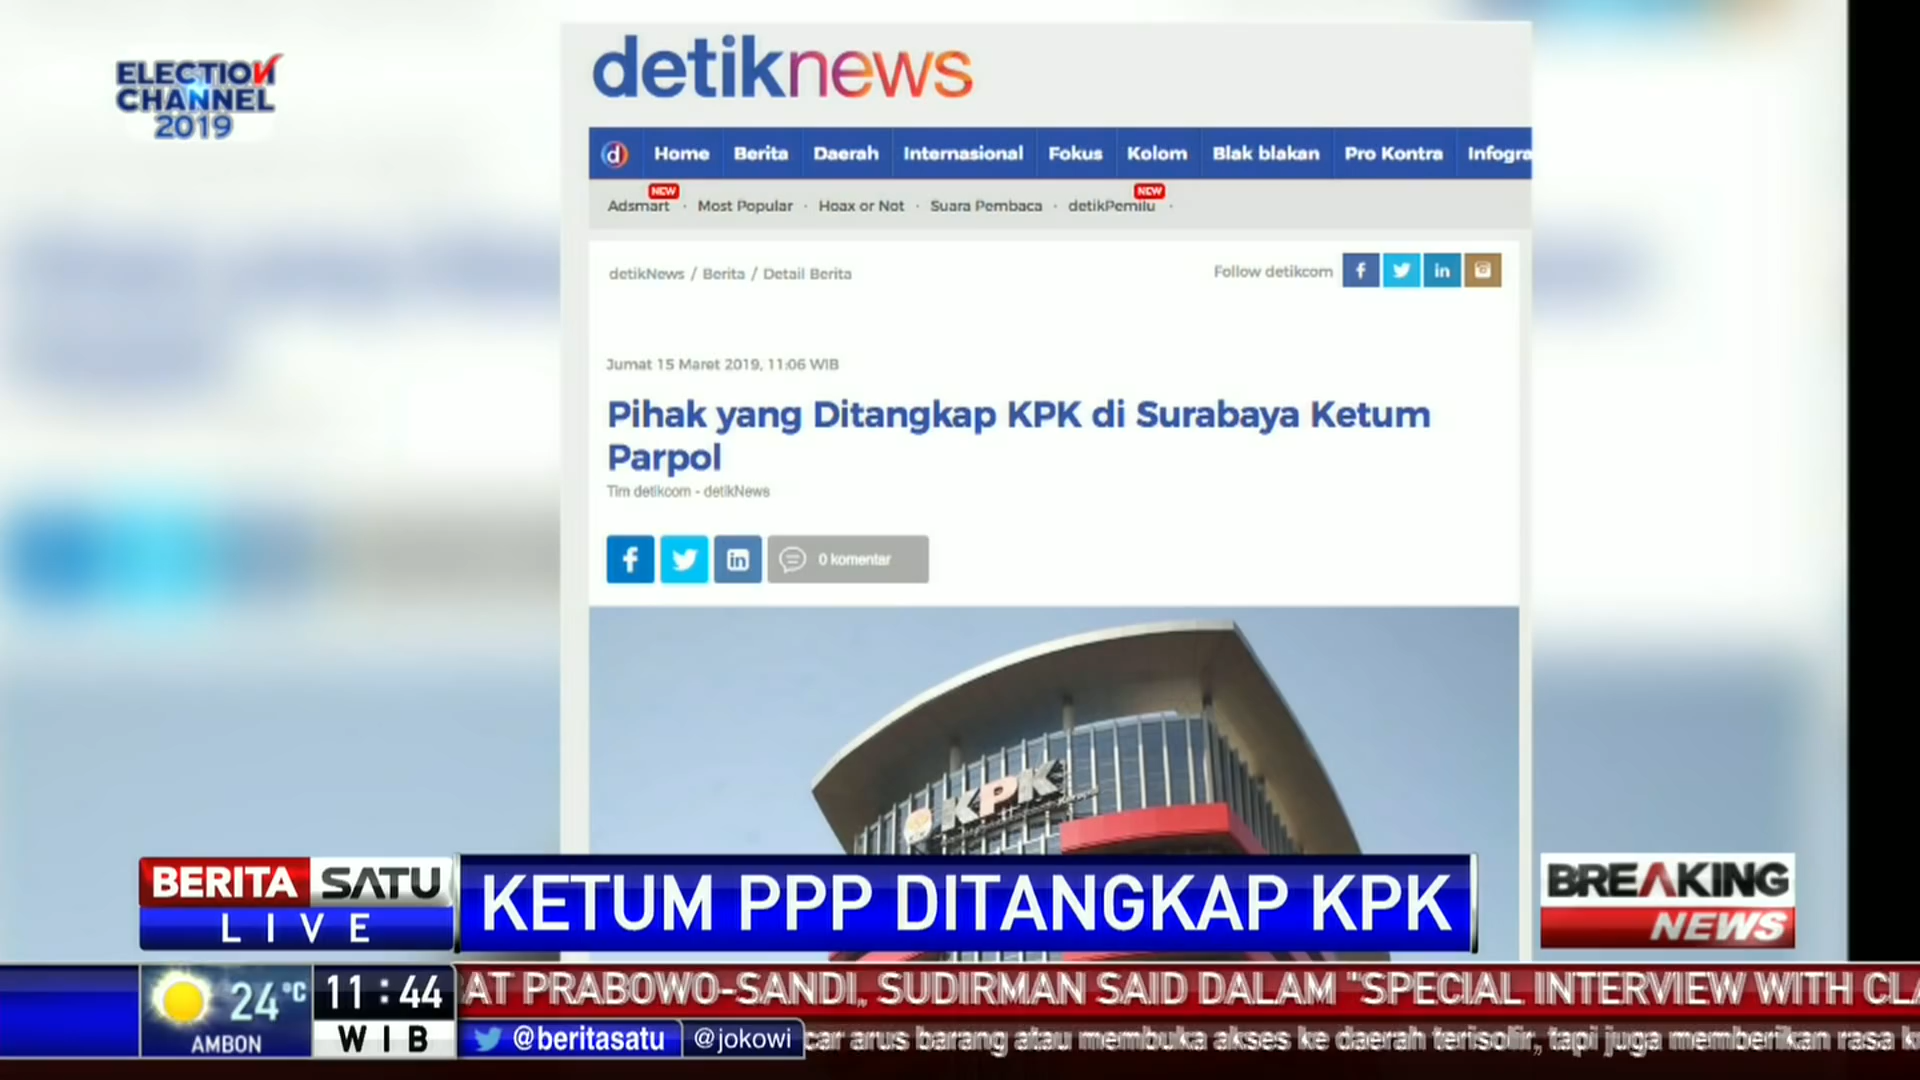 ELECTION
CHANNEL
2019
detiknews
Home Berita Daerah Internasional Fokus Kolom Blak blakan Pro Kontra Infogra
NEW NEW
Adsmart · Most Popular · Hoax or Not · Suara Pembaca · detikPemilu ·
detikNews / Berita / Detail Berita
Follow detikcom
Jumat 15 Maret 2019, 11:06 WIB
Pihak yang Ditangkap KPK di Surabaya Ketum
Parpol
Tim detikcom - detikNews
0 komentar
KPK
BERITA SATU
LIVE
KETUM PPP DITANGKAP KPK
BREAKING
NEWS
24°C
AMBON
11:44
WIB
AT PRABOWO-SANDI, SUDIRMAN SAID DALAM "SPECIAL INTERVIEW WITH CLA
@beritasatu @jokowi
car arus barang atau membuka akses ke daerah terisolir, tapi juga memberikan rasa k